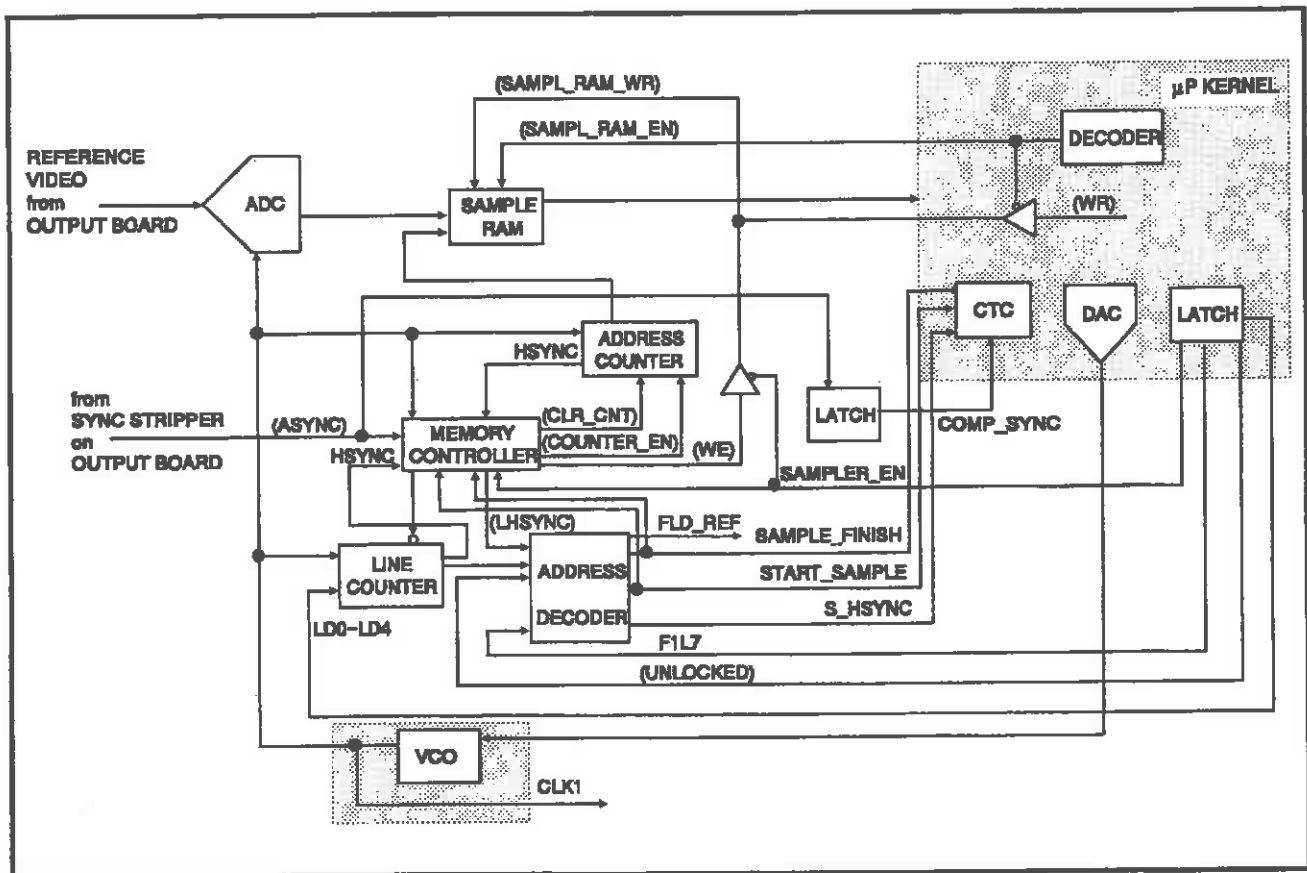 (SAMPL_RAM_WR)
µP KERNEL
(SAMPL_RAM_EN)
DECODER
REFERENCE
VIDEO
from
OUTPUT BOARD
ADC
SAMPLE
RAM
(WR)
CTC
DAC
LATCH
HSYNC
ADDRESS
COUNTER
from
SYNC STRIPPER
on
OUTPUT BOARD
(ASYNC)
HSYNC
MEMORY
CONTROLLER
(CLR_CNT)
(COUNTER_EN)
(WE)
LATCH
COMP_SYNC
SAMPLER_EN
(LHSYNC)
FLD_REF
SAMPLE_FINISH
LINE
COUNTER
ADDRESS
DECODER
START_SAMPLE
S_HSYNC
LD0-LD4
F1L7
(UNLOCKED)
VCO
CLK1